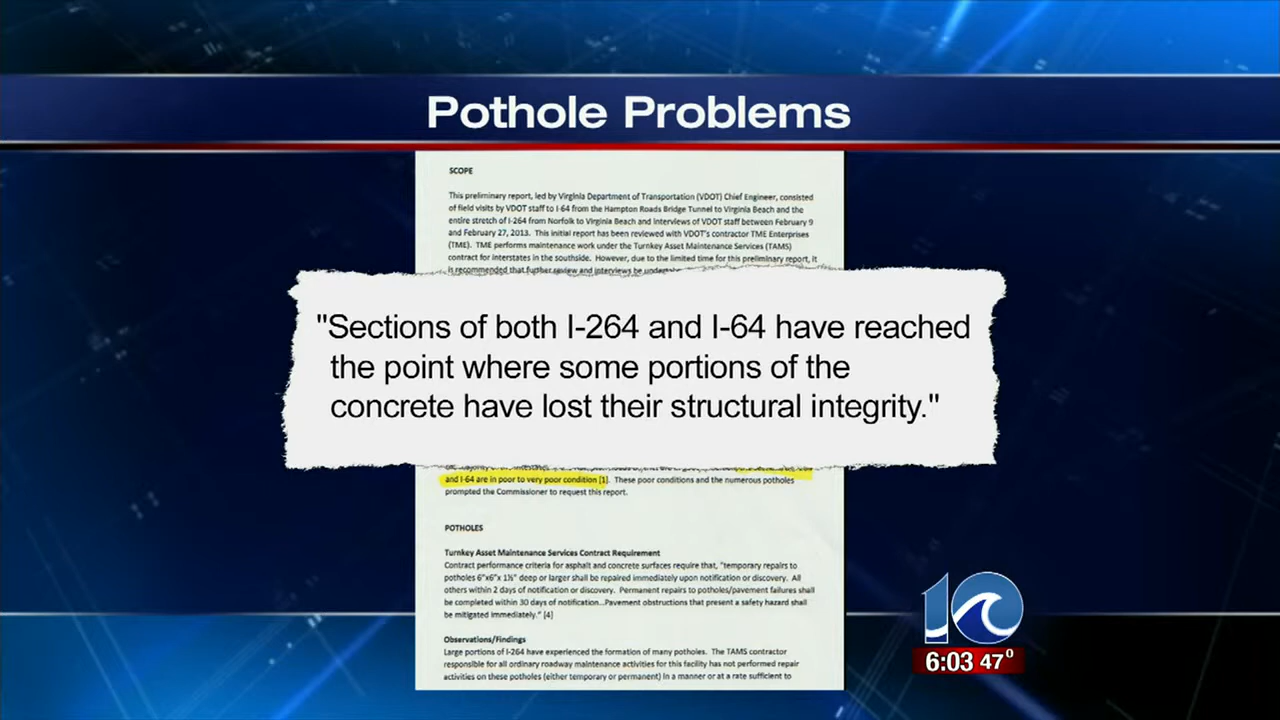 Pothole Problems
SCOPE
This preliminary report, led by Virginia Department of Transportation (VDOT) Chief Engineer, consisted
of field visits by VDOT staff to I-64 from the Hampton Roads Bridge Tunnel to Virginia Beach and the
entire stretch of I-264 from Norfolk to Virginia Beach and interviews of VDOT staff between February 9
and February 27, 2013. This initial report has been reviewed with VDOT's contractor TME Enterprises
(TME). TME performs maintenance work under the Turnkey Asset Maintenance Services (TAMS)
contract for interstates in the southside. However, due to the limited time for this preliminary report, it
is recommended that further review and interviews be
"Sections of both I-264 and I-64 have reached
the point where some portions of the
concrete have lost their structural integrity."
and I-64 are in poor to very poor condition [1]. These poor conditions and the numerous potholes
prompted the Commissioner to request this report.
POTHOLES
Turnkey Asset Maintenance Services Contract Requirement
Contract performance criteria for asphalt and concrete surfaces require that, "temporary repairs to
potholes 6"x6"x 1½" deep or larger shall be repaired immediately upon notification or discovery. All
others within 2 days of notification or discovery. Permanent repairs to potholes/pavement failures shall
be completed within 30 days of notification...Pavement obstructions that present a safety hazard shall
be mitigated immediately." [4]
Observations/Findings
Large portions of I-264 have experienced the formation of many potholes. The TAMS contractor
responsible for all ordinary roadway maintenance activities for this facility has not performed repair
activities on these potholes (either temporary or permanent) in a manner or at a rate sufficient to
10
6:03 47°